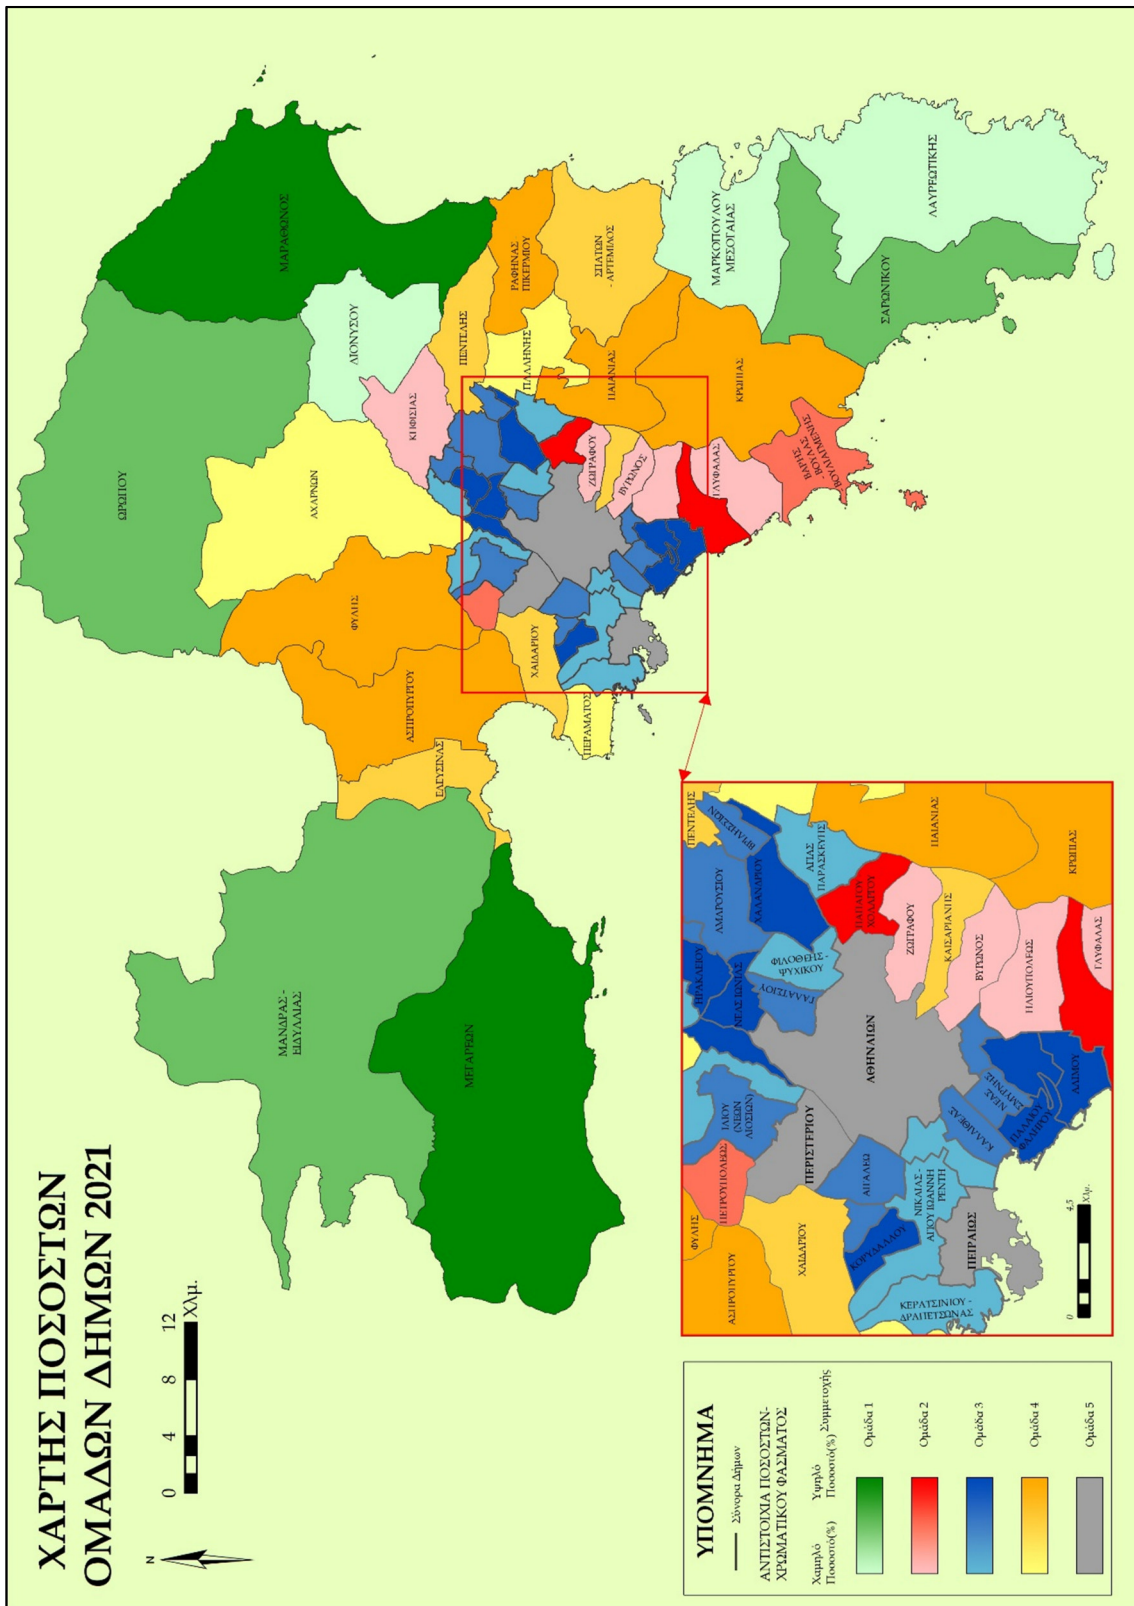 ΧΑΡΤΗΣ ΠΟΣΟΣΤΩΝ
ΟΜΑΔΩΝ ΔΗΜΩΝ 2021
0 4 8 12
Χλμ.
N
ΩΡΩΠΟΥ
ΜΑΡΑΘΩΝΟΣ
ΔΙΟΝΥΣΟΥ
ΑΧΑΡΝΩΝ
ΚΗΦΙΣΙΑΣ
ΠΕΝΤΕΛΗΣ
ΡΑΦΗΝΑΣ
ΠΙΚΕΡΜΙΟΥ
ΦΥΛΗΣ
ΜΑΝΔΡΑΣ -
ΕΙΔΥΛΛΙΑΣ
ΑΣΠΡΟΠΥΡΓΟΥ
ΕΛΕΥΣΙΝΑΣ
ΜΕΓΑΡΕΩΝ
ΧΑΙΔΑΡΙΟΥ
ΠΕΡΑΜΑΤΟΣ
ΠΑΛΛΗΝΗΣ
ΣΠΑΤΩΝ
- ΑΡΤΕΜΙΔΟΣ
ΠΑΙΑΝΙΑΣ
ΖΩΓΡΑΦΟΥ
ΒΥΡΩΝΟΣ
ΓΛΥΦΑΔΑΣ
ΚΡΩΠΙΑΣ
ΜΑΡΚΟΠΟΥΛΟΥ
ΜΕΣΟΓΑΙΑΣ
ΒΑΡΗΣ -
ΒΟΥΛΑΣ -
ΒΟΥΛΙΑΓΜΕΝΗΣ
ΣΑΡΩΝΙΚΟΥ
ΛΑΥΡΕΩΤΙΚΗΣ
ΥΠΟΜΝΗΜΑ
Σύνορα Δήμων
ΑΝΤΙΣΤΟΙΧΙΑ ΠΟΣΟΣΤΩΝ-
ΧΡΩΜΑΤΙΚΟΥ ΦΑΣΜΑΤΟΣ
Χαμηλό Υψηλό
Ποσοστό(%) Ποσοστό(%) Συμμετοχής
Ομάδα 1
Ομάδα 2
Ομάδα 3
Ομάδα 4
Ομάδα 5
ΦΥΛΗΣ
ΑΣΠΡΟΠΥΡΓΟΥ
ΠΕΤΡΟΥΠΟΛΕΩΣ
ΙΛΙΟΥ
(ΝΕΩΝ
ΛΙΟΣΙΩΝ)
ΗΡΑΚΛΕΙΟΥ
ΝΕΑΣ ΙΩΝΙΑΣ
ΑΜΑΡΟΥΣΙΟΥ
ΠΕΝΤΕΛΗΣ
ΒΡΙΛΗΣΣΙΩΝ
ΧΑΛΑΝΔΡΙΟΥ
ΓΑΛΑΤΣΙΟΥ
ΦΙΛΟΘΕΗΣ -
ΨΥΧΙΚΟΥ
ΑΓΙΑΣ
ΠΑΡΑΣΚΕΥΗΣ
ΧΑΙΔΑΡΙΟΥ
ΠΕΡΙΣΤΕΡΙΟΥ
ΑΙΓΑΛΕΩ
ΑΘΗΝΑΙΩΝ
ΠΑΠΑΓΟΥ
ΧΟΛΑΡΓΟΥ
ΖΩΓΡΑΦΟΥ
ΚΑΙΣΑΡΙΑΝΗΣ
ΠΑΙΑΝΙΑΣ
ΚΟΡΥΔΑΛΛΟΥ
ΚΕΡΑΤΣΙΝΙΟΥ -
ΔΡΑΠΕΤΣΩΝΑΣ
ΝΙΚΑΙΑΣ -
ΑΓΙΟΥ ΙΩΑΝΝΗ
ΡΕΝΤΗ
ΠΕΙΡΑΙΩΣ
ΚΑΛΛΙΘΕΑΣ
ΝΕΑΣ
ΣΜΥΡΝΗΣ
ΠΑΛΑΙΟΥ
ΦΑΛΗΡΟΥ
ΑΛΙΜΟΥ
ΒΥΡΩΝΟΣ
ΗΛΙΟΥΠΟΛΕΩΣ
ΓΛΥΦΑΔΑΣ
ΚΡΩΠΙΑΣ
0 4,5
Χλμ.